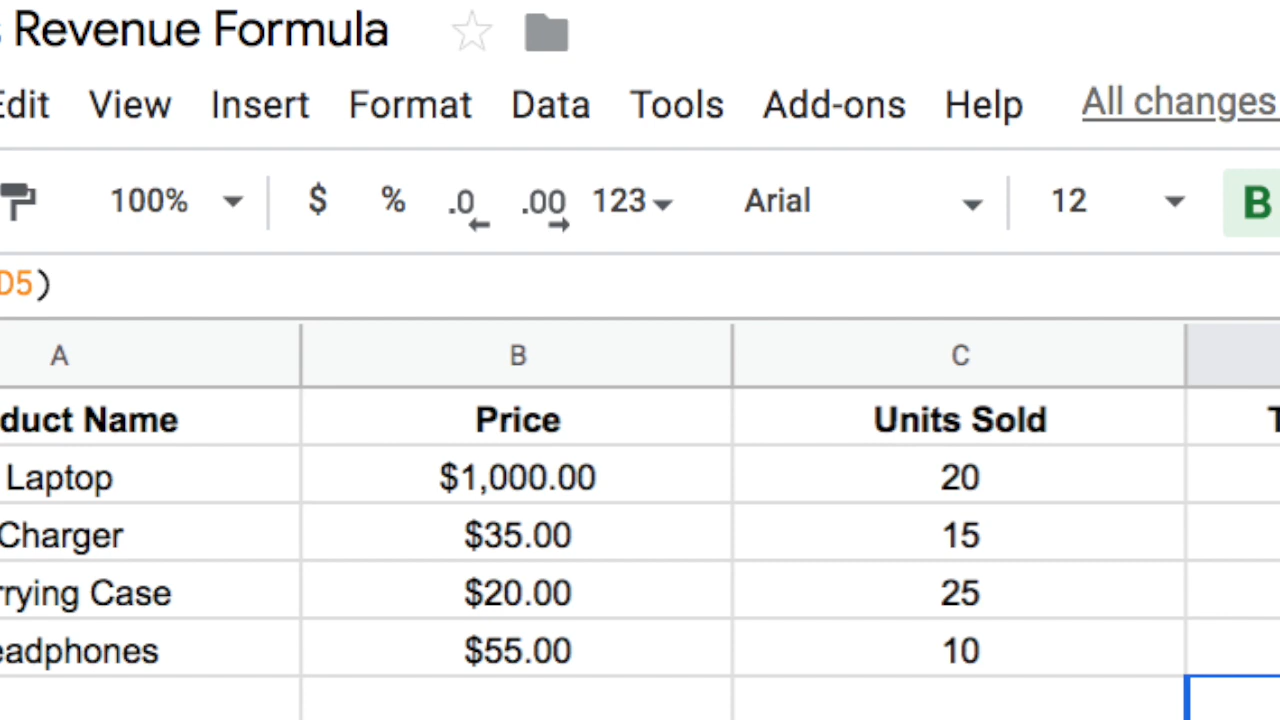 Revenue Formula
Edit View Insert Format Data Tools Add-ons Help All changes
100% $ % .0 .00 123 Arial 12 B
D5)
A B C
duct Name Price Units Sold T
Laptop $1,000.00 20
Charger $35.00 15
rrying Case $20.00 25
eadphones $55.00 10